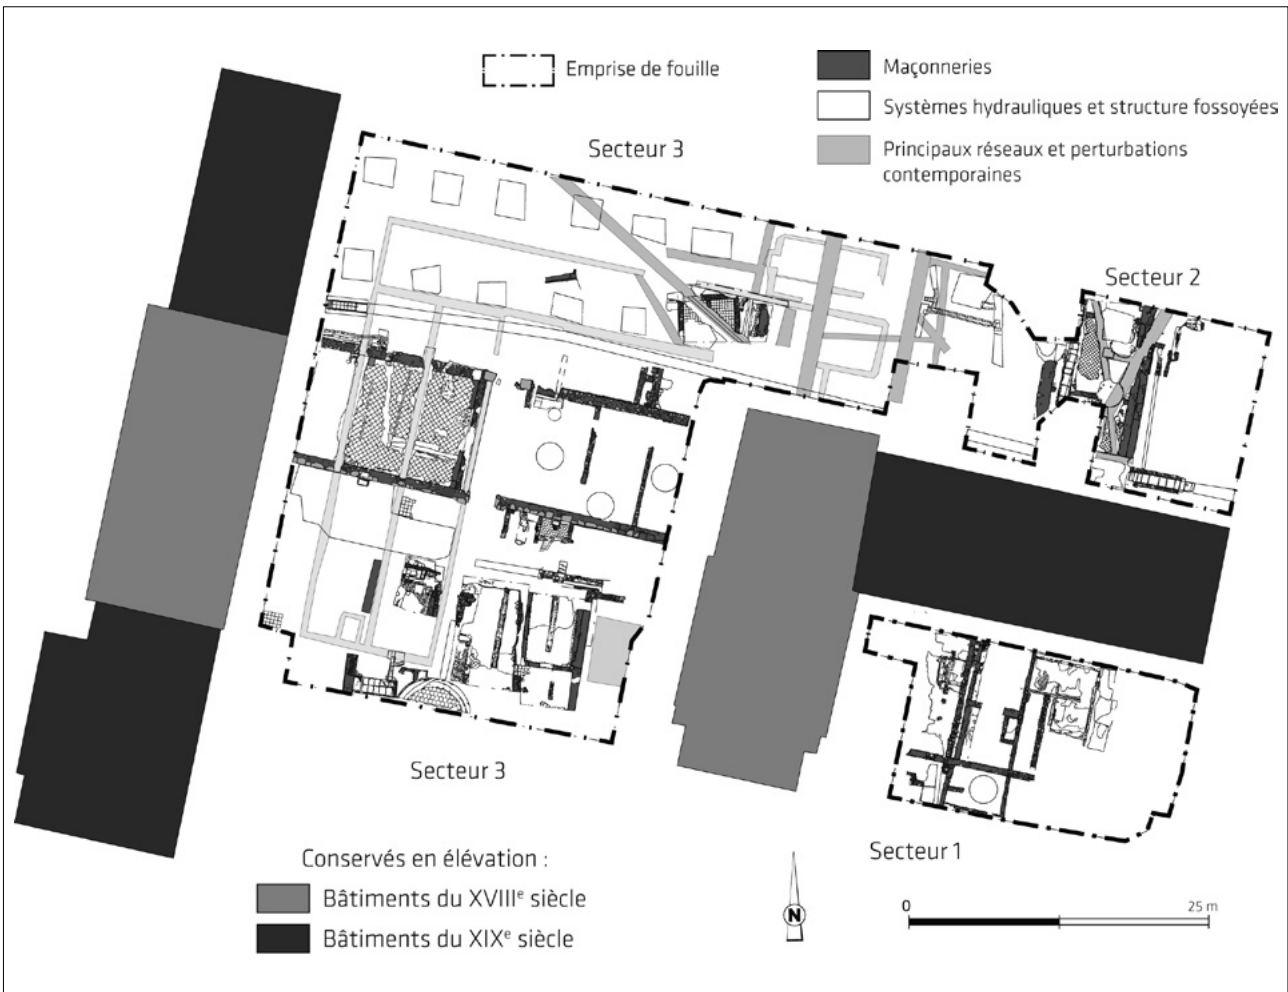 Emprise de fouille
Maçonneries
Systèmes hydrauliques et structure fossoyées
Principaux réseaux et perturbations
contemporaines
Secteur 3
Secteur 2
Secteur 3
Secteur 1
Conservés en élévation :
Bâtiments du XVIIIᵉ siècle
Bâtiments du XIXᵉ siècle
N
0 25 m